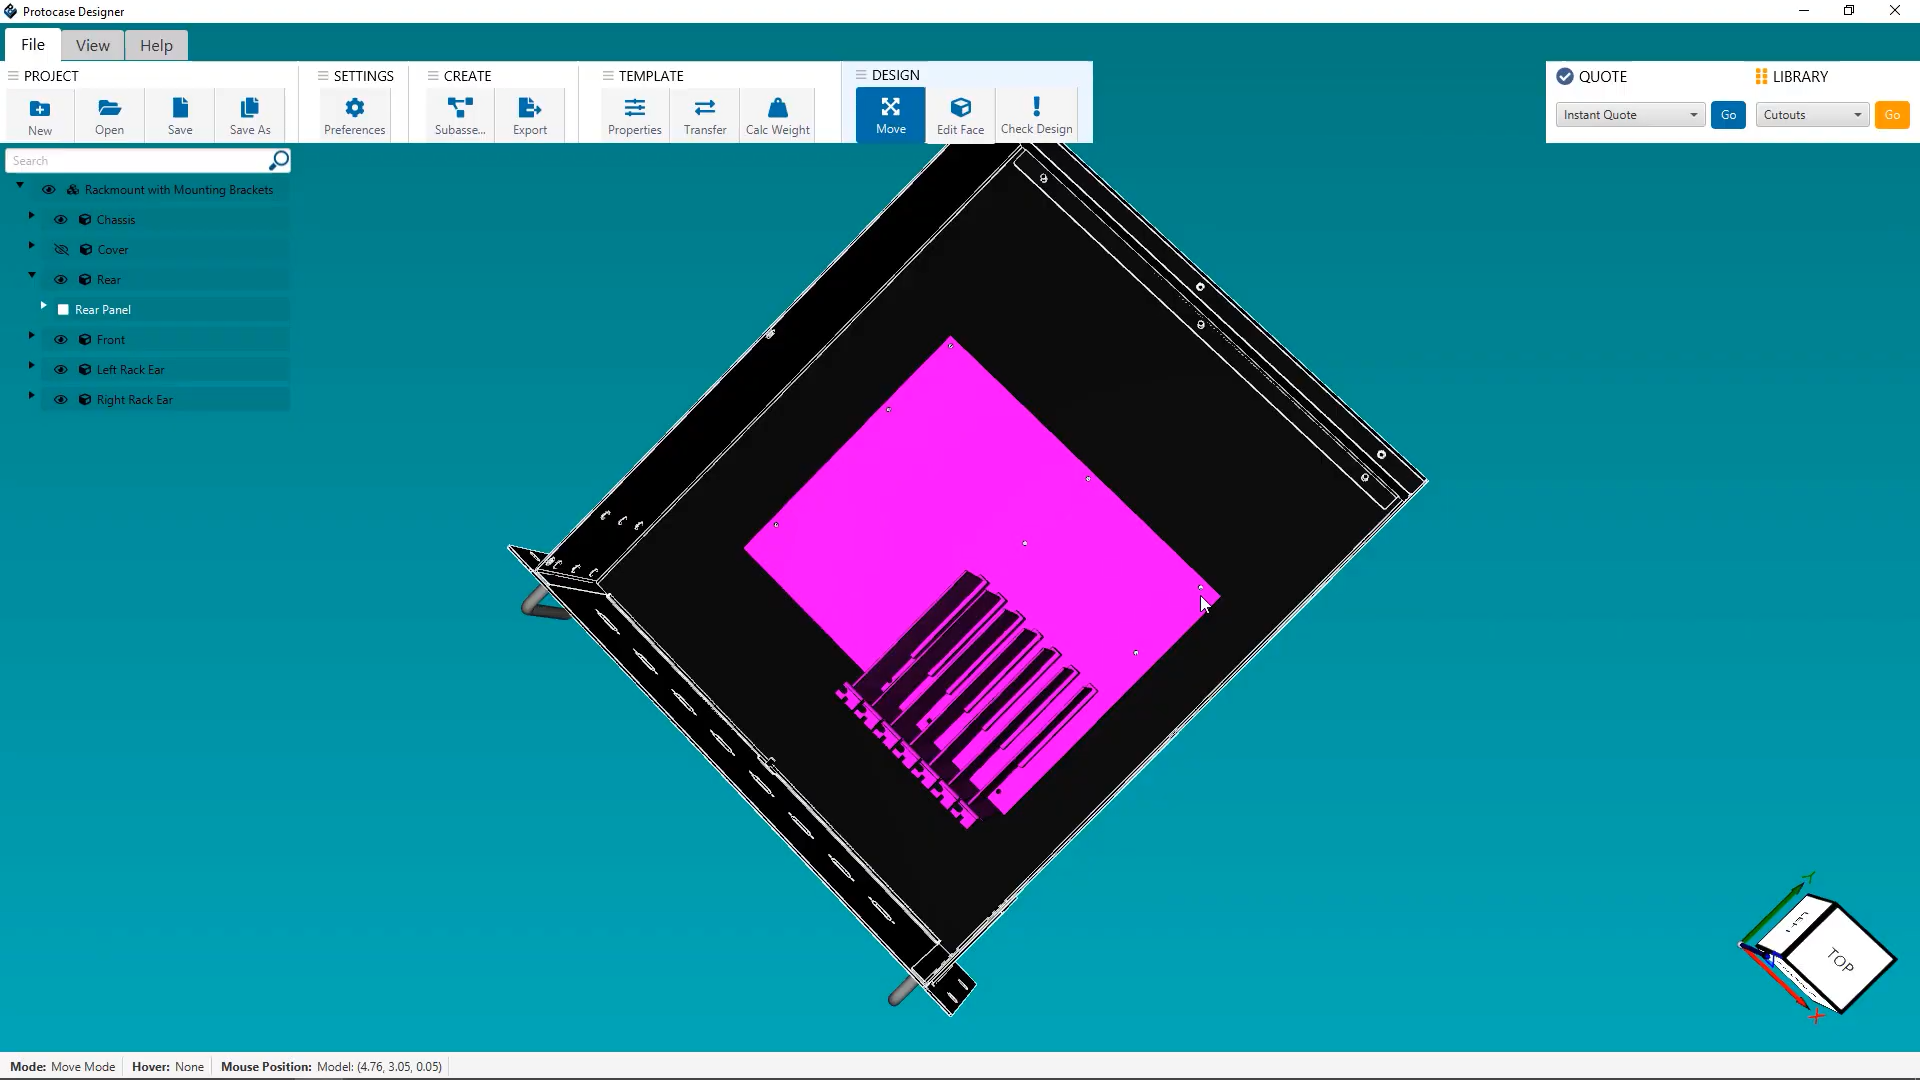 Protocase Designer
File View Help
PROJECT SETTINGS CREATE TEMPLATE DESIGN QUOTE LIBRARY
New Open Save Save As Preferences Subasse... Export Properties Transfer Calc Weight Move Edit Face Check Design Instant Quote Go Cutouts Go
Search
Rackmount with Mounting Brackets
Chassis
Cover
Rear
Rear Panel
Front
Left Rack Ear
Right Rack Ear
Y
LEFT
TOP
X
Mode: Move Mode Hover: None Mouse Position: Model: (4.76, 3.05, 0.05)